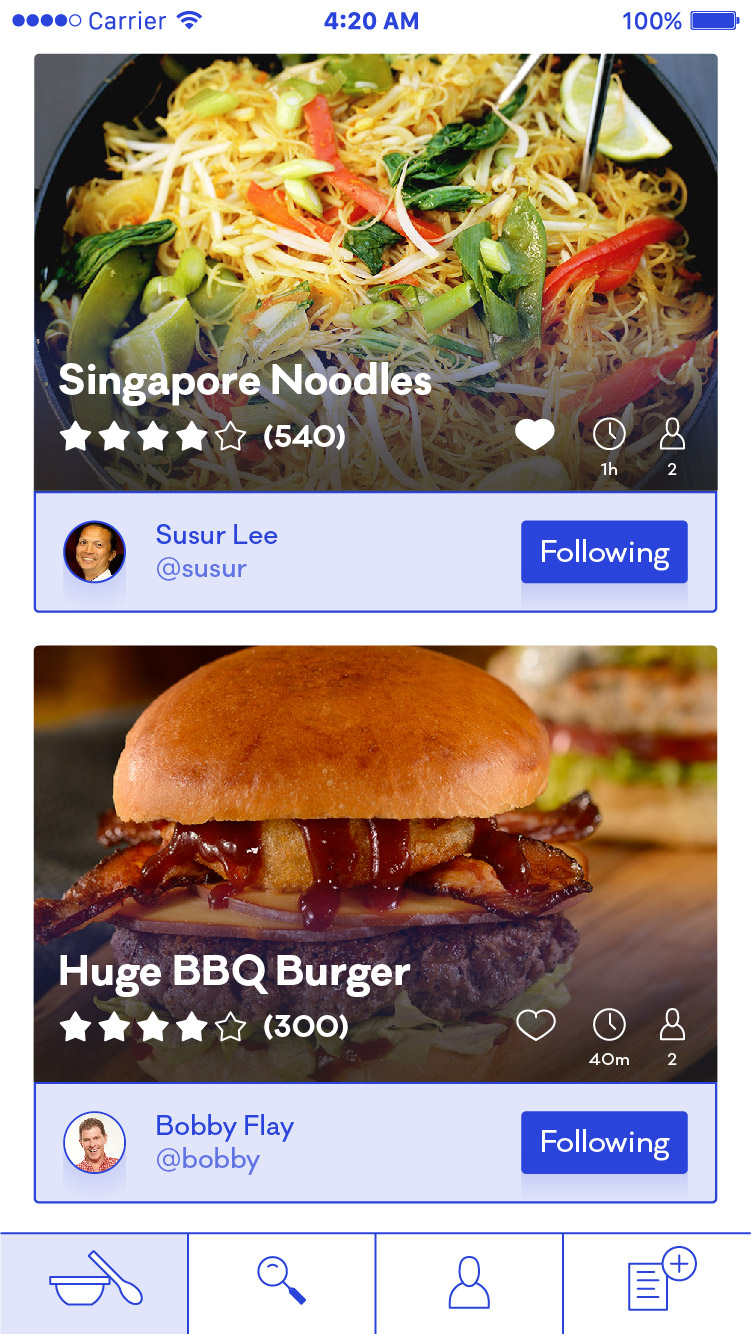 Carrier 4:20 AM 100%
Singapore Noodles
(540)
1h 2
Susur Lee
@susur
Following
Huge BBQ Burger
(300)
40m 2
Bobby Flay
@bobby
Following